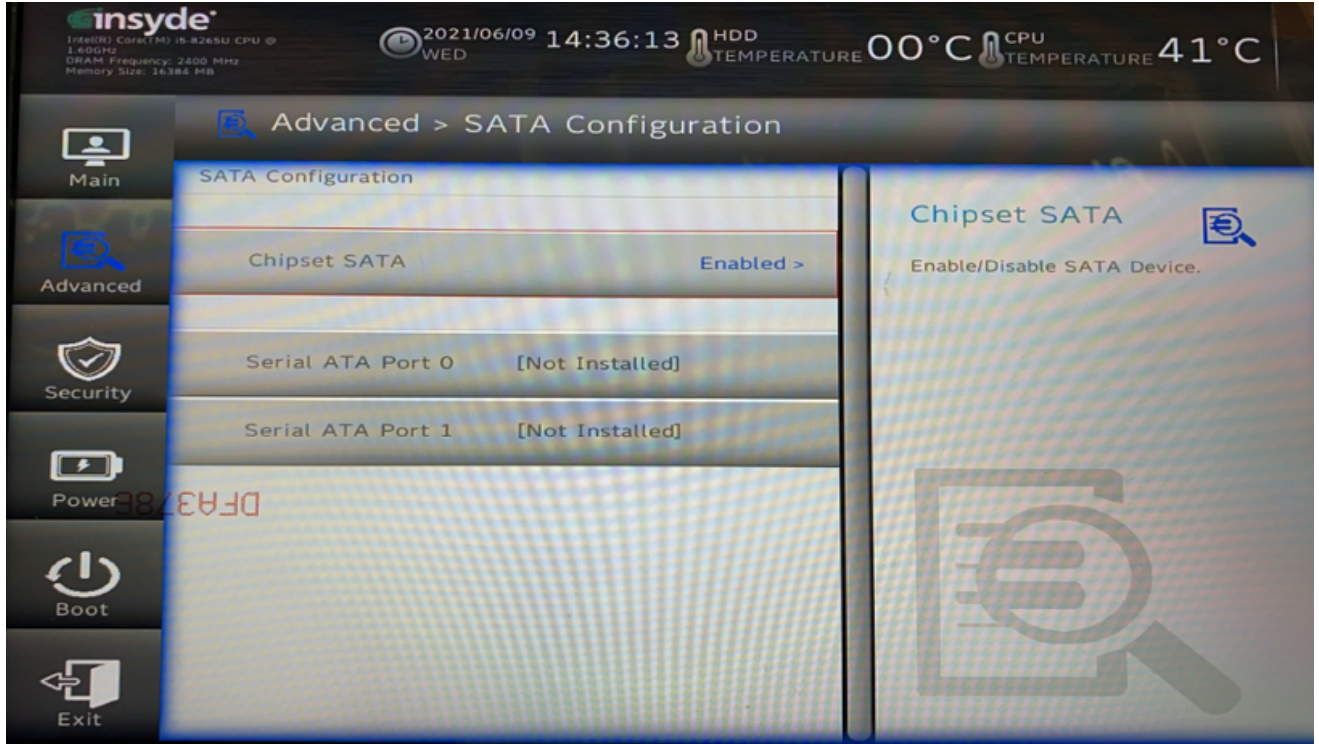 insyde
Intel(R) Core(TM) i5-8265U CPU @
1.60GHz
DRAM Frequency: 2400 MHz
Memory Size: 16384 MB
2021/06/09
WED
14:36:13
HDD
TEMPERATURE
00°C
CPU
TEMPERATURE
41°C
Advanced > SATA Configuration
Main
Advanced
Security
Power
Boot
Exit
SATA Configuration
Chipset SATA Enabled >
Serial ATA Port 0 [Not Installed]
Serial ATA Port 1 [Not Installed]
Chipset SATA
Enable/Disable SATA Device.